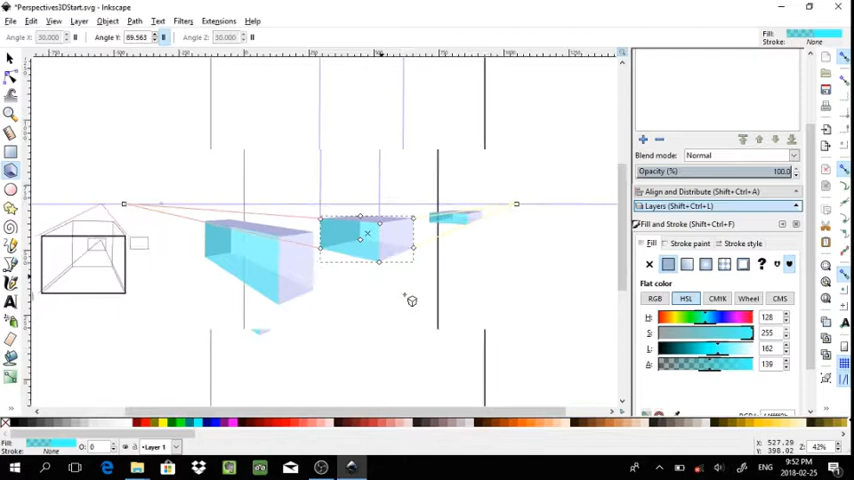 *Perspectives3DStart.svg - Inkscape
File Edit View Layer Object Path Text Filters Extensions Help
Angle X: 30.000 Angle Y: 89.563 Angle Z: 30.000
Fill:
Stroke: None
Blend mode: Normal
Opacity (%) 100.0
Align and Distribute (Shift+Ctrl+A)
Layers (Shift+Ctrl+L)
Fill and Stroke (Shift+Ctrl+F)
Fill Stroke paint Stroke style
Flat color
RGB HSL CMYK Wheel CMS
H: 128
S: 255
L: 162
A: 139
Fill:
Stroke: None
O: 0
Layer 1
X: 527.29
Y: 398.02
Z: 42%
ENG
9:52 PM
2018-02-25